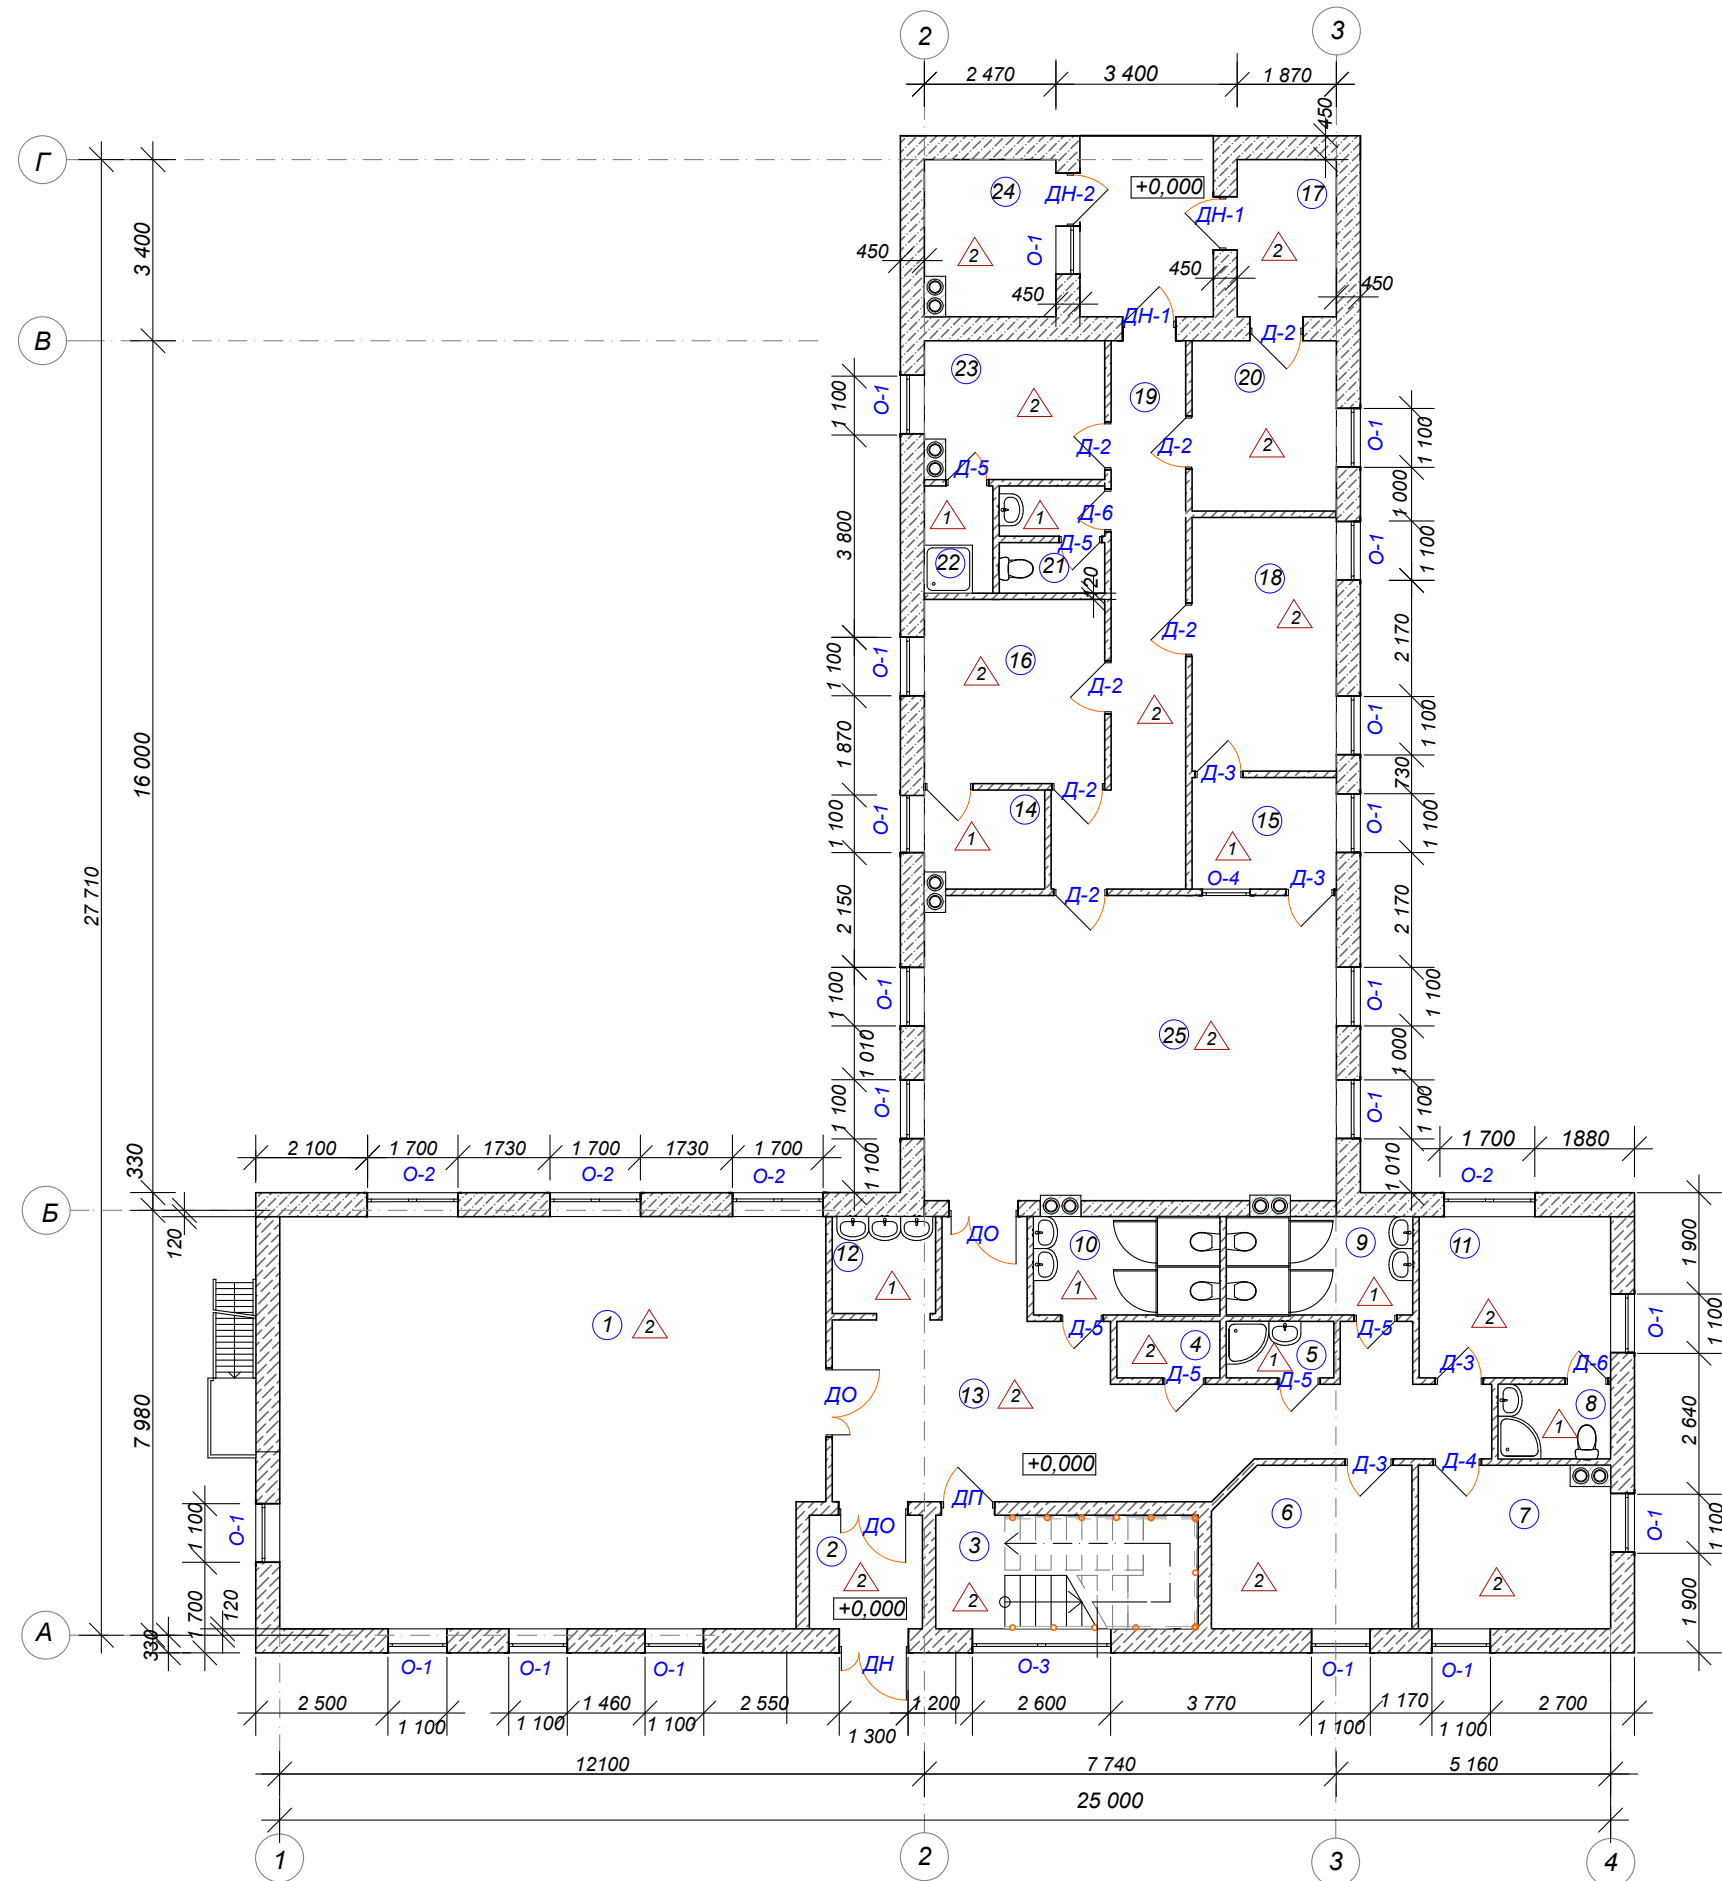 2
3
2 470
3 400
1 870
450
Г
24
ДН-2
+0,000
17
ДН-1
2
О-1
2
3 400
450
450
450
450
ДН-1
Д-2
В
23
20
19
1 100
О-1
2
Д-2
Д-2
2
О-1
1 100
Д-5
1 000
1
1
Д-6
О-1
1 100
3 800
22
21
Д-5
120
18
2
Д-2
2 170
16
2
1 100
О-1
Д-2
2
О-1
1 100
16 000
1 870
Д-3
730
Д-2
14
1 100
О-1
1
15
1
О-1
1 100
27 710
О-4
Д-3
Д-2
2 150
2 170
1 100
О-1
О-1
1 100
25
2
1 010
1 000
1 100
О-1
О-1
1 100
330
2 100
1 700
1730
1 700
1730
1 700
1 100
1 010
1 700
1880
О-2
О-2
О-2
О-2
Б
120
ДО
12
10
9
11
1 900
1
1
1
2
1
2
Д-5
Д-5
О-1
1 100
4
2
5
1
Д-5
Д-5
Д-3
Д-6
ДО
13
2
8
1
7 980
2 640
+0,000
Д-3
Д-4
ДП
1 100
О-1
ДО
2
3
6
7
О-1
1 100
2
2
2
2
+0,000
1 700
120
1 900
А
330
О-1
О-1
О-1
ДН
О-3
О-1
О-1
2 500
1 100
1 100
1 460
1 100
2 550
1 300
1 200
2 600
3 770
1 100
1 170
1 100
2 700
12100
7 740
5 160
25 000
1
2
3
4